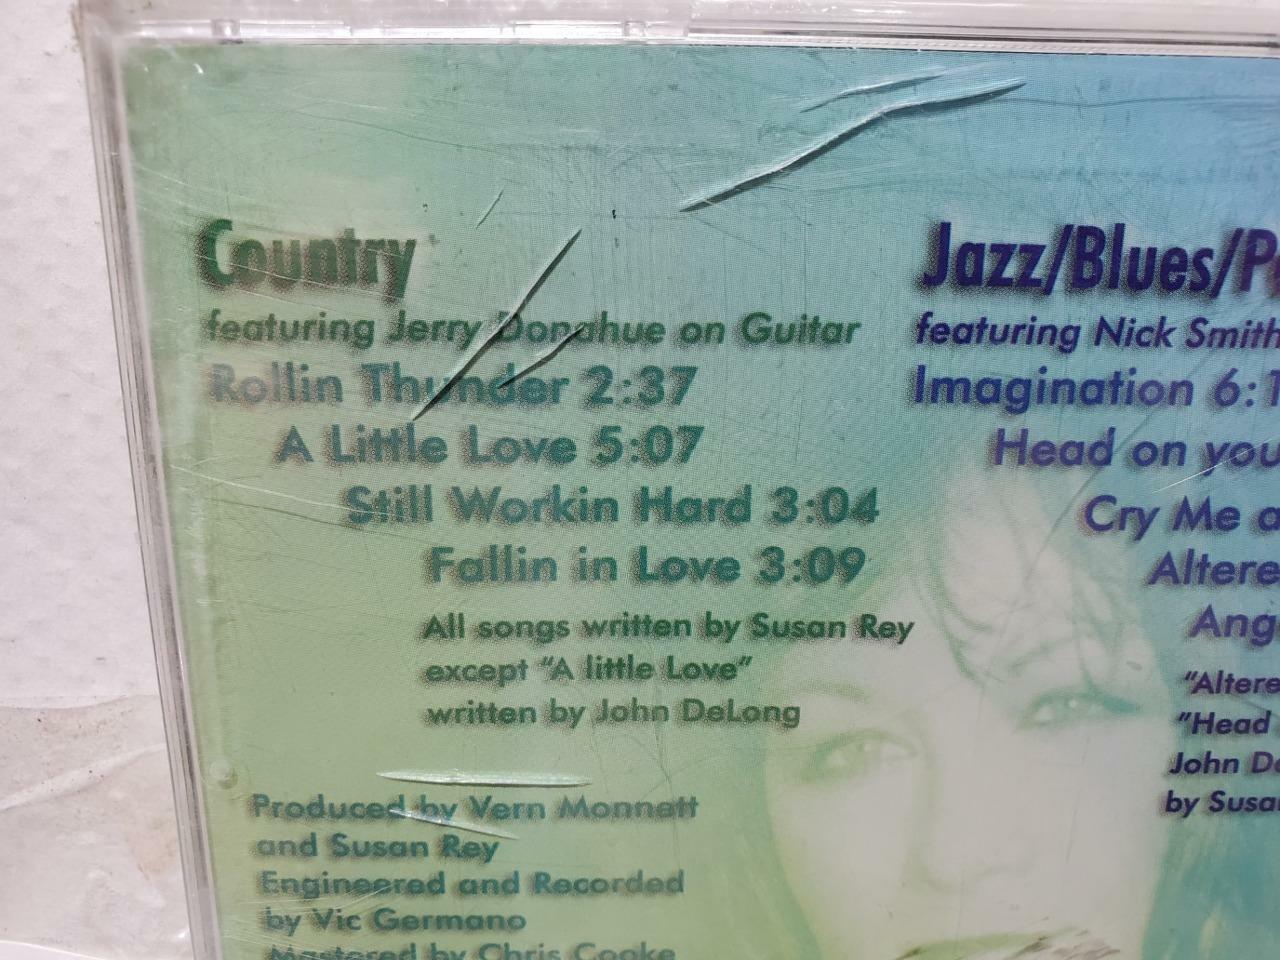 Country
featuring Jerry Donahue on Guitar
Rollin Thunder 2:37
A Little Love 5:07
Still Workin Hard 3:04
Fallin in Love 3:09
All songs written by Susan Rey
except "A little Love"
written by John DeLong
Produced by Vern Monnett
and Susan Rey
Engineered and Recorded
by Vic Germano
Mastered by Chris Cooke
Jazz/Blues/P
featuring Nick Smith
Imagination 6:1
Head on you
Cry Me a
Altere
Ang
"Altere
"Head
John De
by Susa